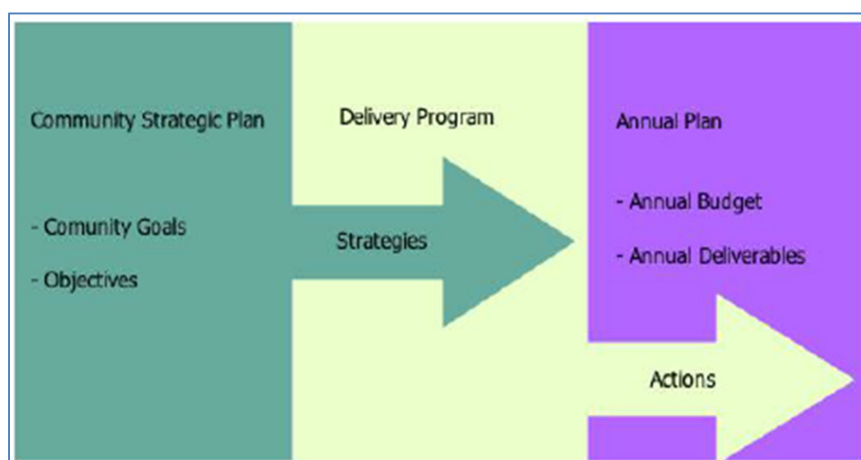 Community Strategic Plan
- Comunity Goals
- Objectives
Delivery Program
Strategies
Annual Plan
- Annual Budget
- Annual Deliverables
Actions